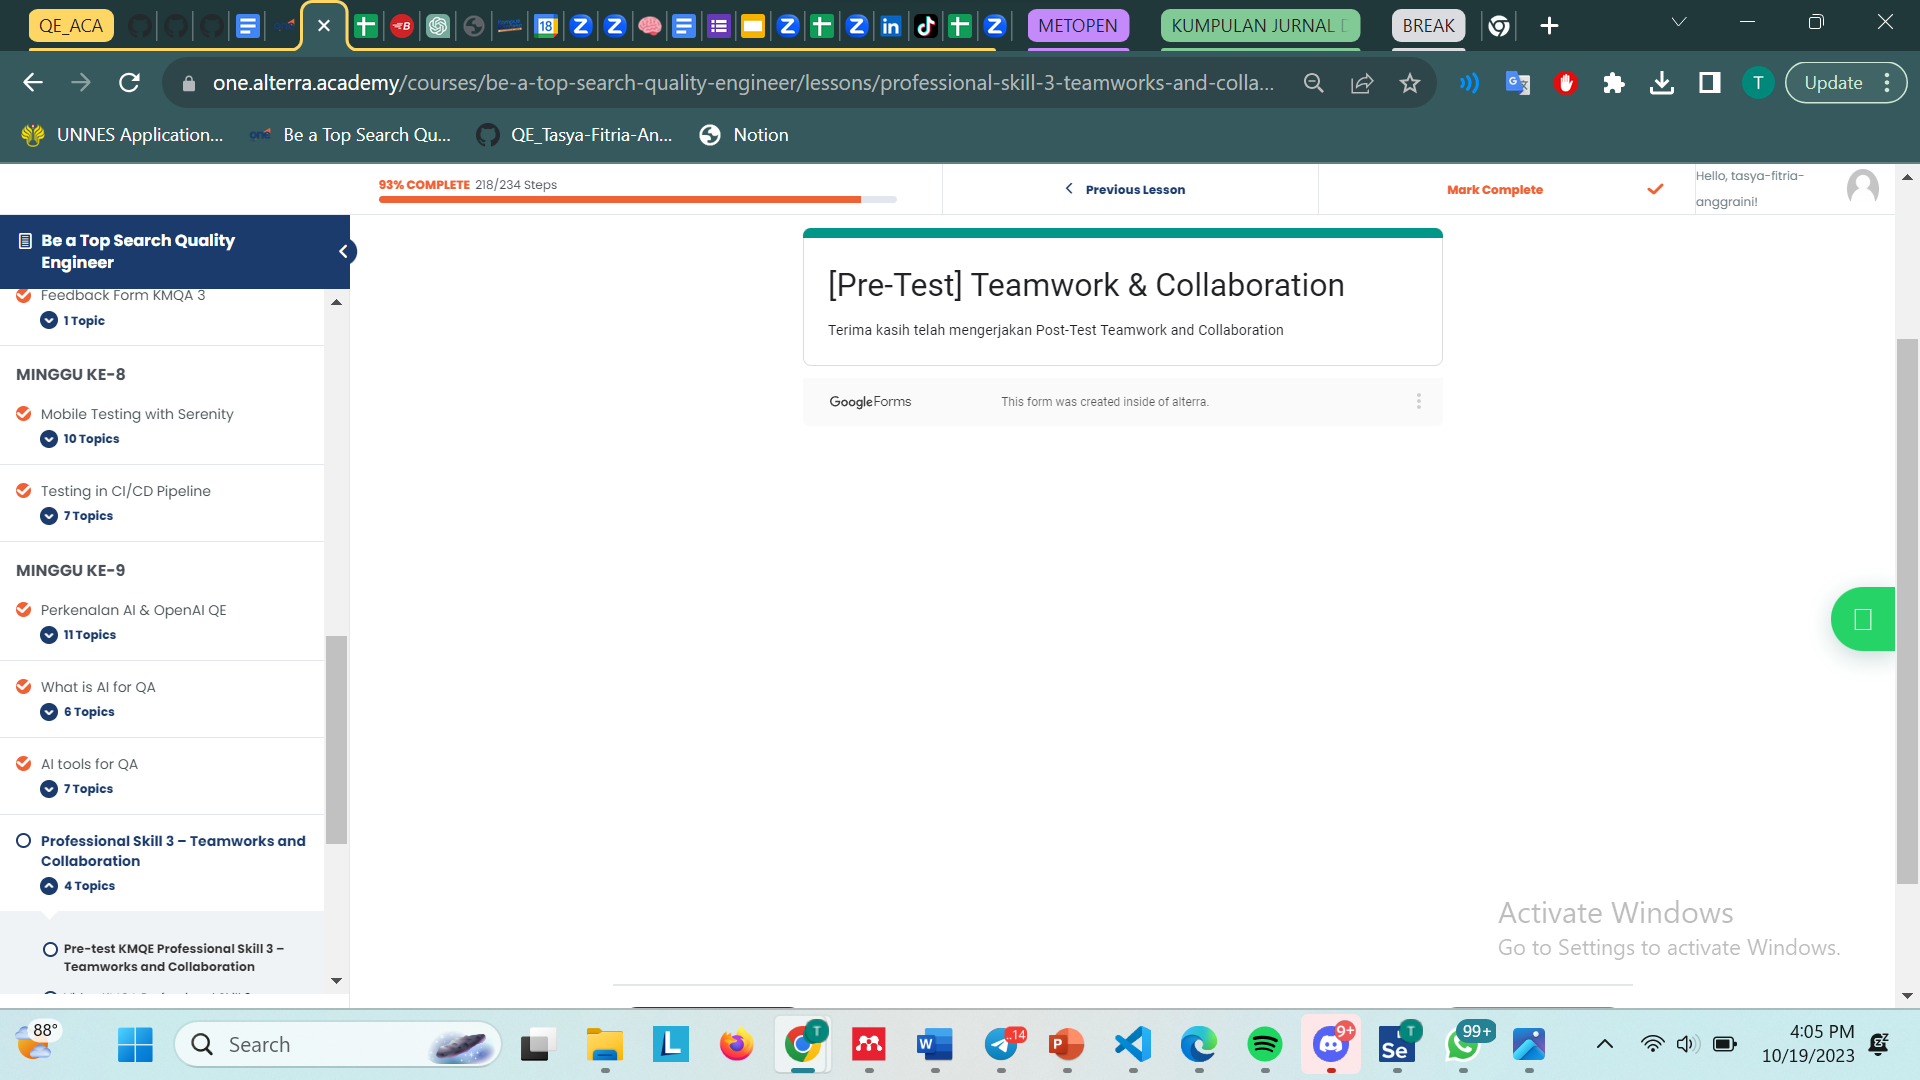 QE_ACA
18
METOPEN
KUMPULAN JURNAL
BREAK
one.alterra.academy/courses/be-a-top-search-quality-engineer/lessons/professional-skill-3-teamworks-and-colla...
T
Update
UNNES Application...
one
Be a Top Search Qu...
QE_Tasya-Fitria-An...
Notion
93% COMPLETE 218/234 Steps
Previous Lesson
Mark Complete
Hello, tasya-fitria-
anggraini!
Be a Top Search Quality
Engineer
Feedback Form KMQA 3
1 Topic
MINGGU KE-8
Mobile Testing with Serenity
10 Topics
Testing in CI/CD Pipeline
7 Topics
MINGGU KE-9
Perkenalan AI & OpenAI QE
11 Topics
What is AI for QA
6 Topics
AI tools for QA
7 Topics
Professional Skill 3 – Teamworks and
Collaboration
4 Topics
Pre-test KMQE Professional Skill 3 –
Teamworks and Collaboration
[Pre-Test] Teamwork & Collaboration
Terima kasih telah mengerjakan Post-Test Teamwork and Collaboration
Google Forms
This form was created inside of alterra.
Activate Windows
Go to Settings to activate Windows.
88°
Search
L
T
W
..14
P
9+
Se
T
99+
4:05 PM
10/19/2023